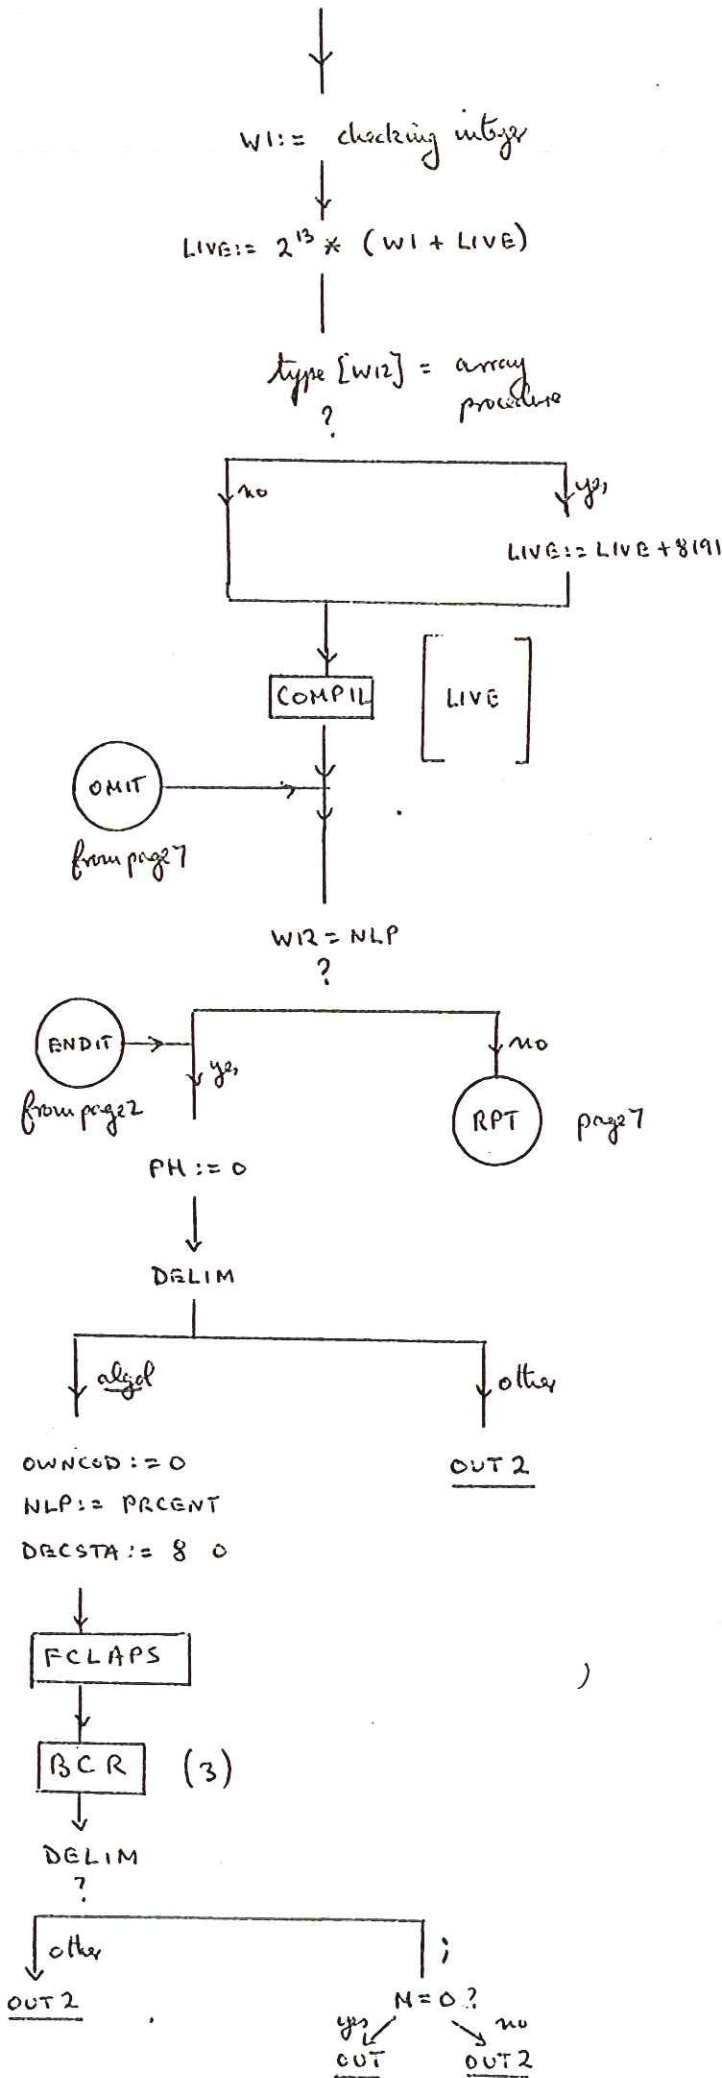 W1:= checking integer
LIVE:= 2¹³ * (W1 + LIVE)
type [W12] = array
procedure
?
no
yes
LIVE:= LIVE + 8191
COMPIL
LIVE
OMIT
from page 7
W12 = NLP
?
ENDIT
yes
no
from page 2
RPT
page 7
PH := 0
DELIM
algol
other
OWNCOD := 0
OUT 2
NLP := PRCENT
DECSTA := 8 0
FCLAPS
)
BCR (3)
DELIM
?
other
;
OUT 2
N = 0 ?
yes
no
OUT
OUT 2